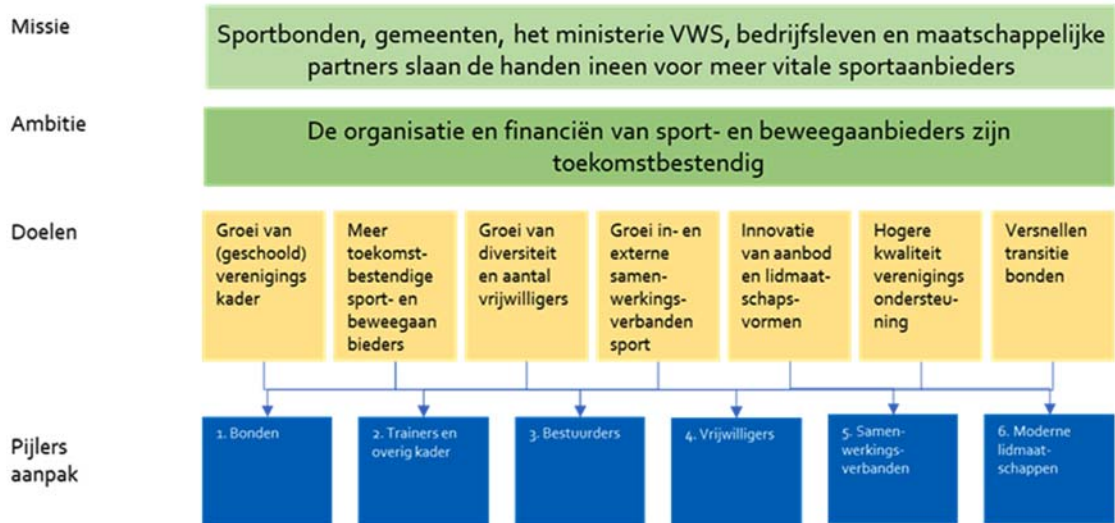 Missie
Sportbonden, gemeenten, het ministerie VWS, bedrijfsleven en maatschappelijke
partners slaan de handen ineen voor meer vitale sportaanbieders
Ambitie
De organisatie en financiën van sport- en beweegaanbieders zijn
toekomstbestendig
Doelen
Groei van
(geschoold)
verenigings
kader
Meer
toekomst-
bestendige
sport- en
beweegaan
bieders
Groei van
diversiteit
en aantal
vrijwilligers
Groei in- en
externe
samen-
werkings-
verbanden
sport
Innovatie
van aanbod
en lidmaat-
schaps-
vormen
Hogere
kwaliteit
verenigings
ondersteu-
ning
Versnellen
transitie
bonden
Pijlers
aanpak
1. Bonden
2. Trainers en
overig kader
3. Bestuurders
4. Vrijwilligers
5. Samen-
werkings-
verbanden
6. Moderne
lidmaat-
schappen